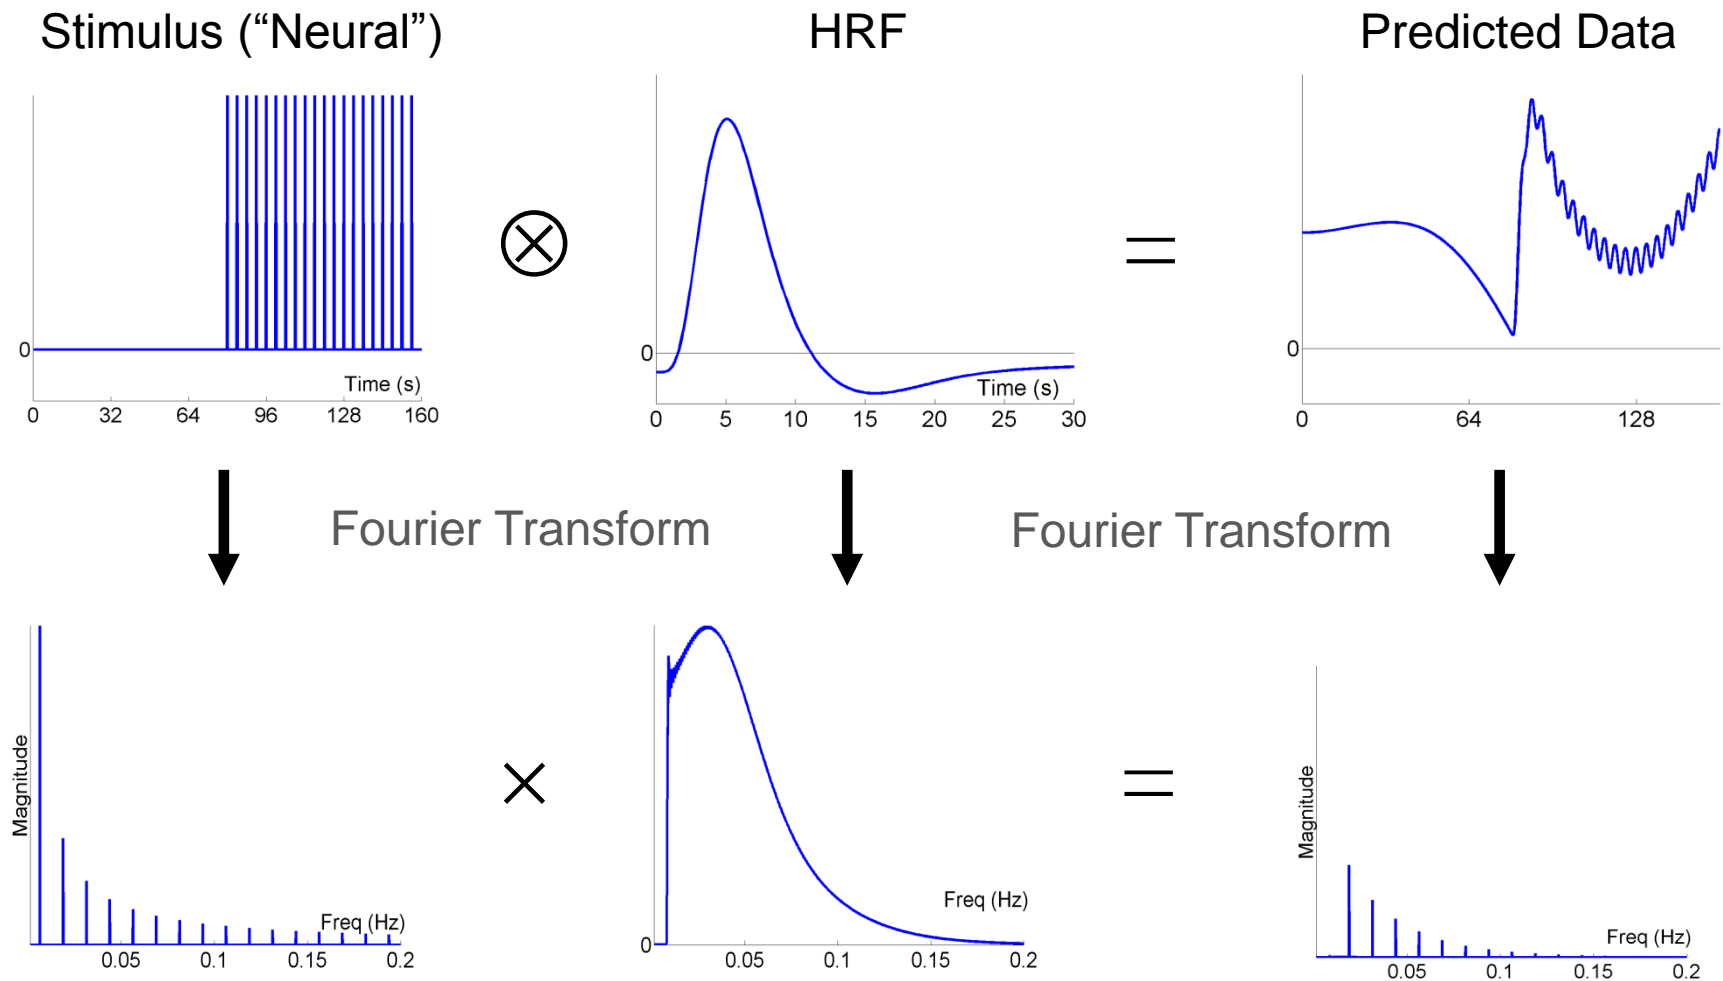 Stimulus (“Neural”)
HRF
Predicted Data
0
Time (s)
0 32 64 96 128 160
⊗
0
Time (s)
0 5 10 15 20 25 30
=
0
0 64 128
Fourier Transform
Fourier Transform
Magnitude
Freq (Hz)
0.05 0.1 0.15 0.2
×
0
Freq (Hz)
0.05 0.1 0.15 0.2
=
Magnitude
Freq (Hz)
0.05 0.1 0.15 0.2